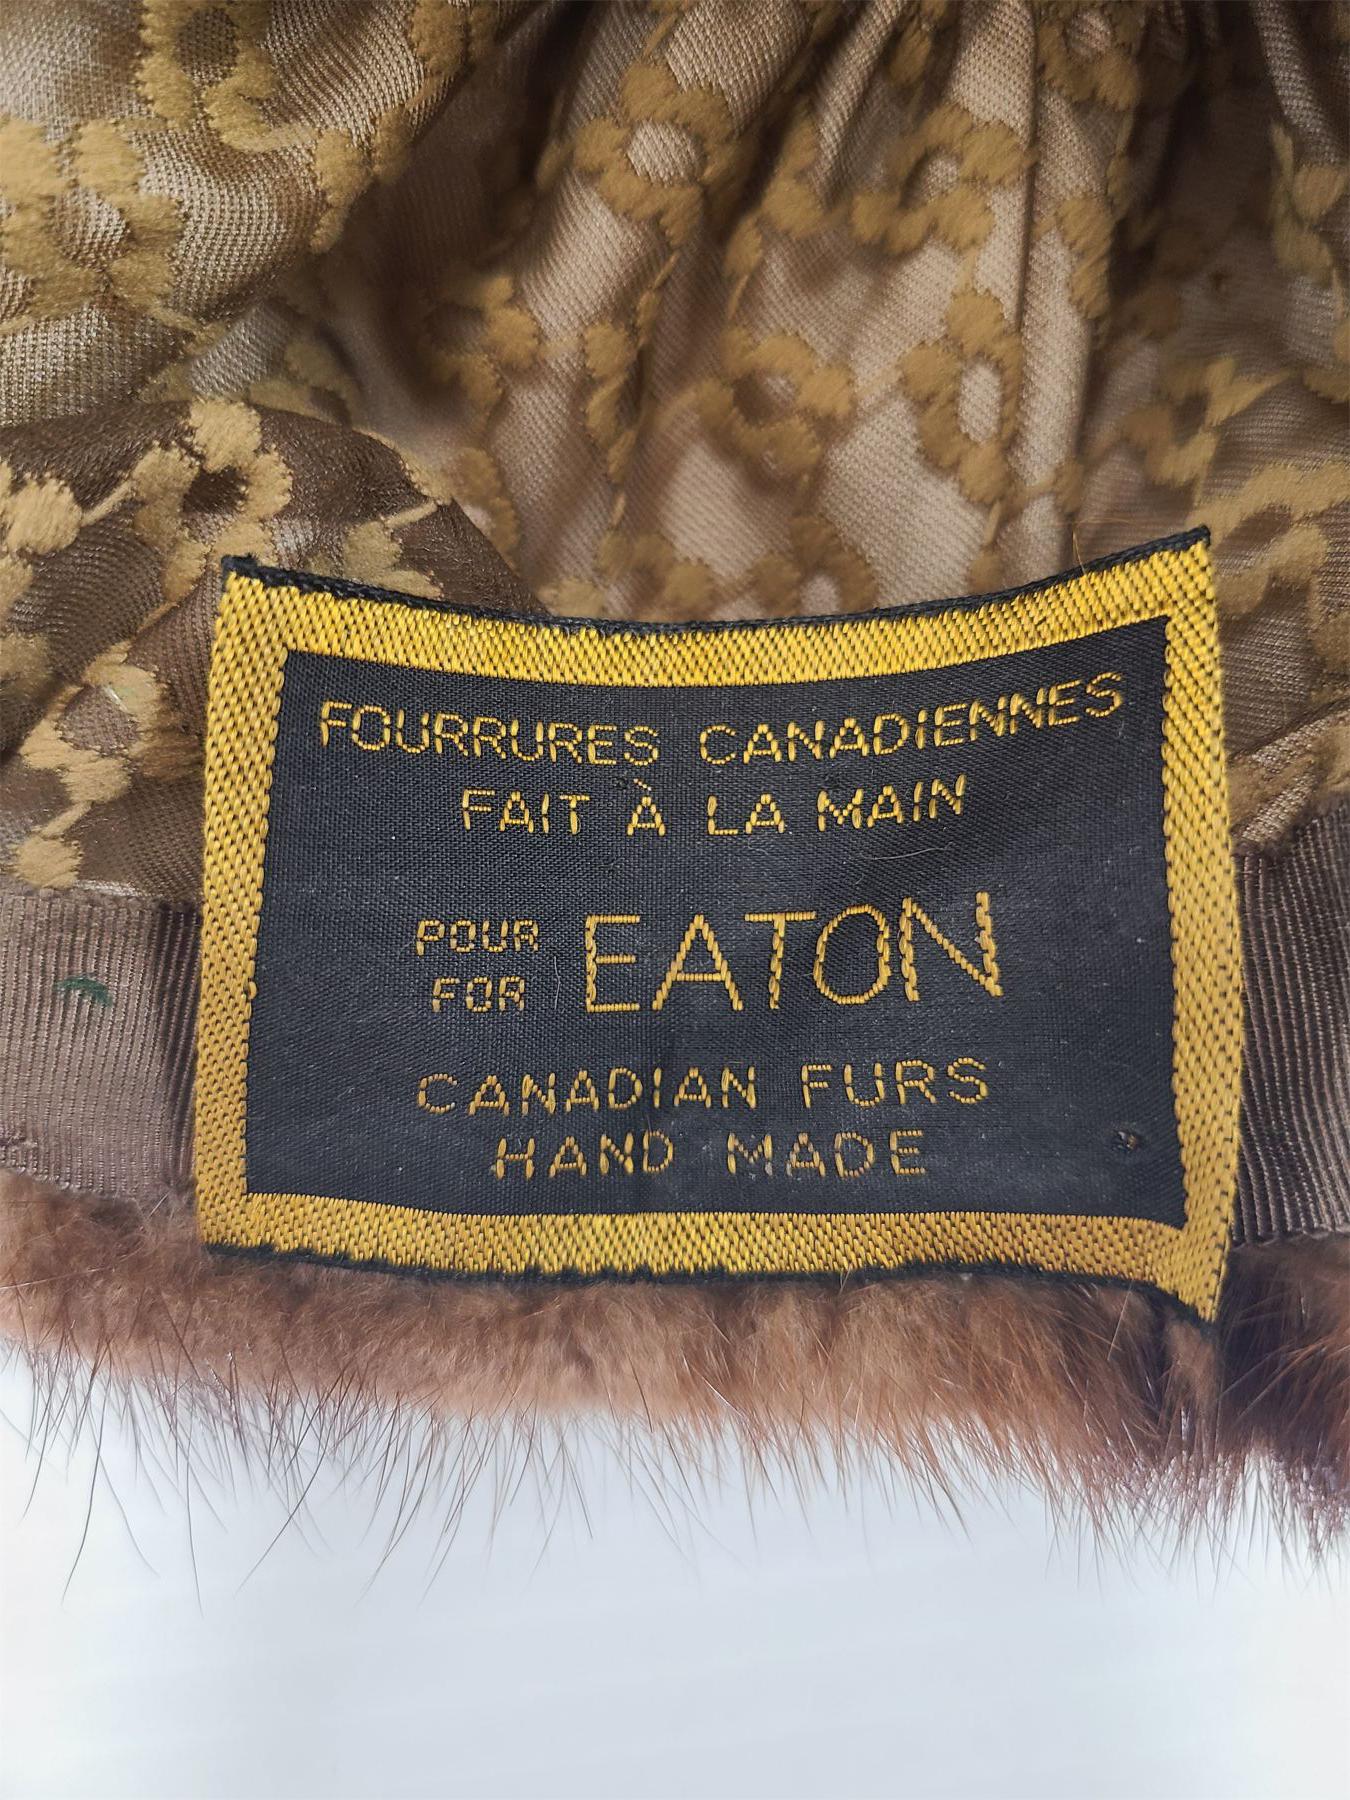 FOURRURES CANADIENNES
FAIT À LA MAIN
POUR
FOR EATON
CANADIAN FURS
HAND MADE